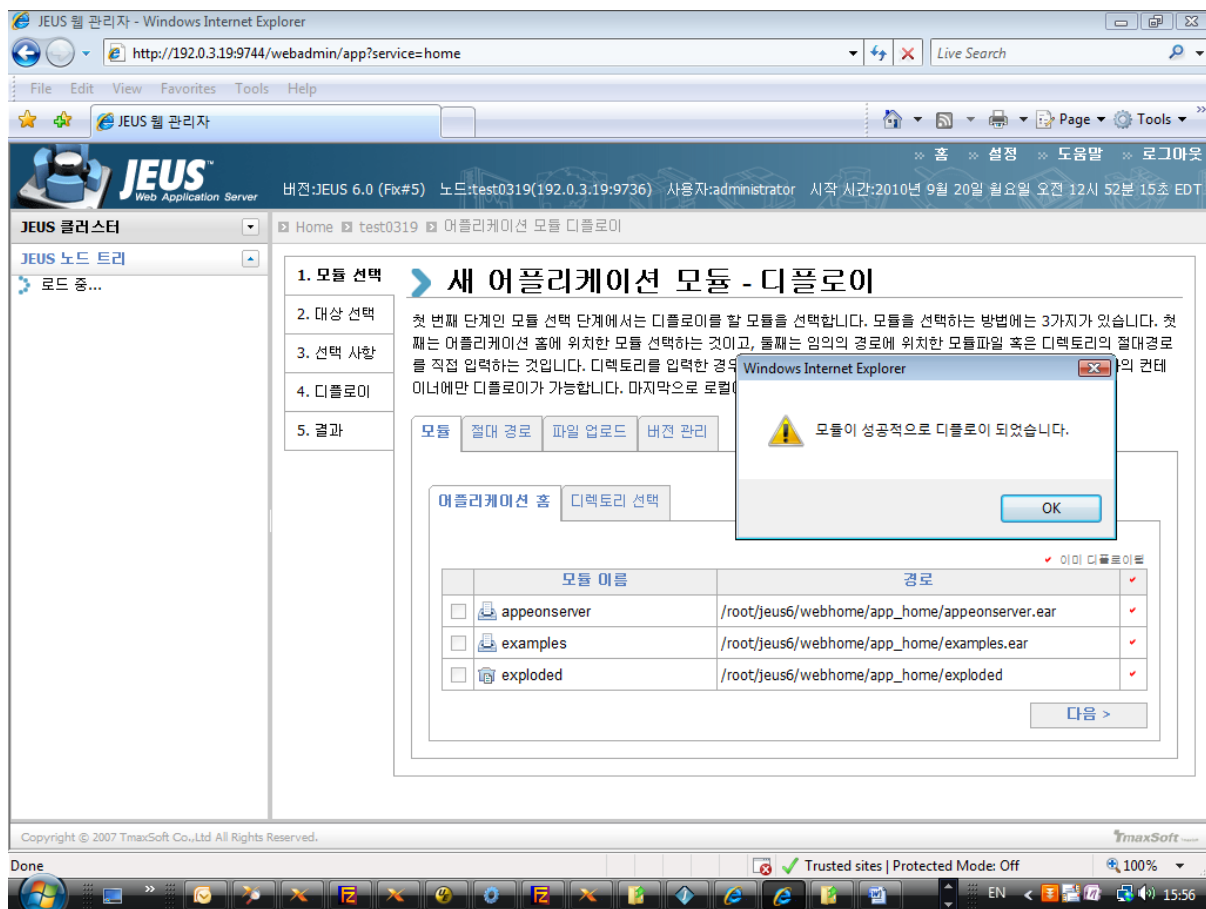 JEUS 웹 관리자 - Windows Internet Explorer
http://192.0.3.19:9744/webadmin/app?service=home
Live Search
File Edit View Favorites Tools Help
JEUS 웹 관리자
Page
Tools
JEUS
Web Application Server
홈 설정 도움말 로그아웃
버전:JEUS 6.0 (Fix#5) 노드:test0319(192.0.3.19:9736) 사용자:administrator 시작 시간:2010년 9월 20일 월요일 오전 12시 52분 15초 EDT
JEUS 클러스터
Home test0319 어플리케이션 모듈 디플로이
JEUS 노드 트리
로드 중...
1. 모듈 선택
2. 대상 선택
3. 선택 사항
4. 디플로이
5. 결과
새 어플리케이션 모듈 - 디플로이
첫 번째 단계인 모듈 선택 단계에서는 디플로이를 할 모듈을 선택합니다. 모듈을 선택하는 방법에는 3가지가 있습니다. 첫
째는 어플리케이션 홈에 위치한 모듈 선택하는 것이고, 둘째는 임의의 경로에 위치한 모듈파일 혹은 디렉토리의 절대경로
를 직접 입력하는 것입니다. 디렉토리를 입력한 경우 의 컨테
이너에만 디플로이가 가능합니다. 마지막으로
Windows Internet Explorer
모듈이 성공적으로 디플로이 되었습니다.
OK
모듈 절대 경로 파일 업로드 버전 관리
어플리케이션 홈 디렉토리 선택
이미 디플로이됨
모듈 이름 경로
appeonserver /root/jeus6/webhome/app_home/appeonserver.ear
examples /root/jeus6/webhome/app_home/examples.ear
exploded /root/jeus6/webhome/app_home/exploded
다음 >
Copyright © 2007 TmaxSoft Co.,Ltd All Rights Reserved.
TmaxSoft
Done
Trusted sites | Protected Mode: Off
100%
EN
15:56